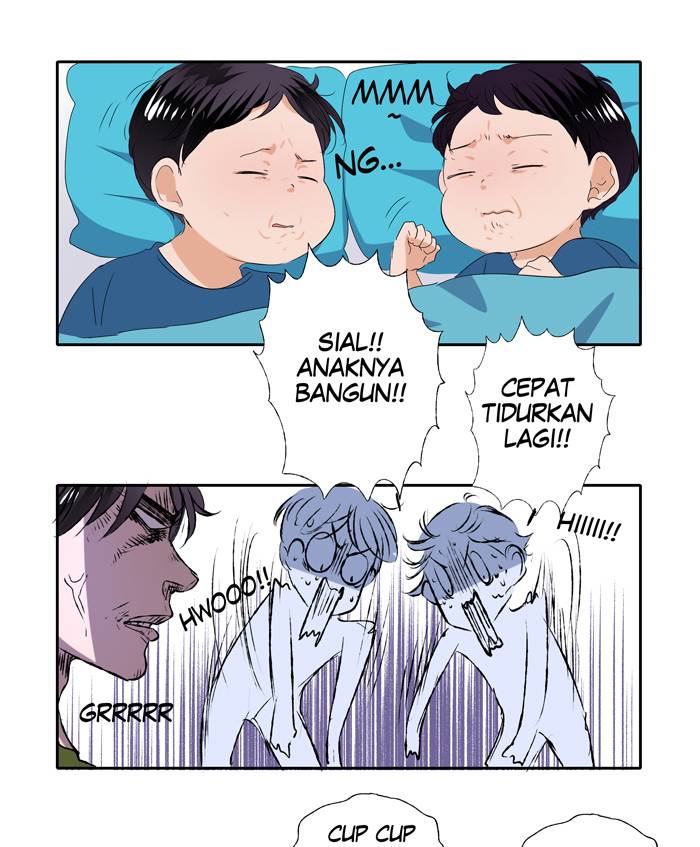 MMM
~
NG...
SIAL!!
ANAKNYA
BANGUN!!
CEPAT
TIDURKAN
LAGI!!
HIIIII!!
HWOOO!!
GRRRRR
CUP CUP